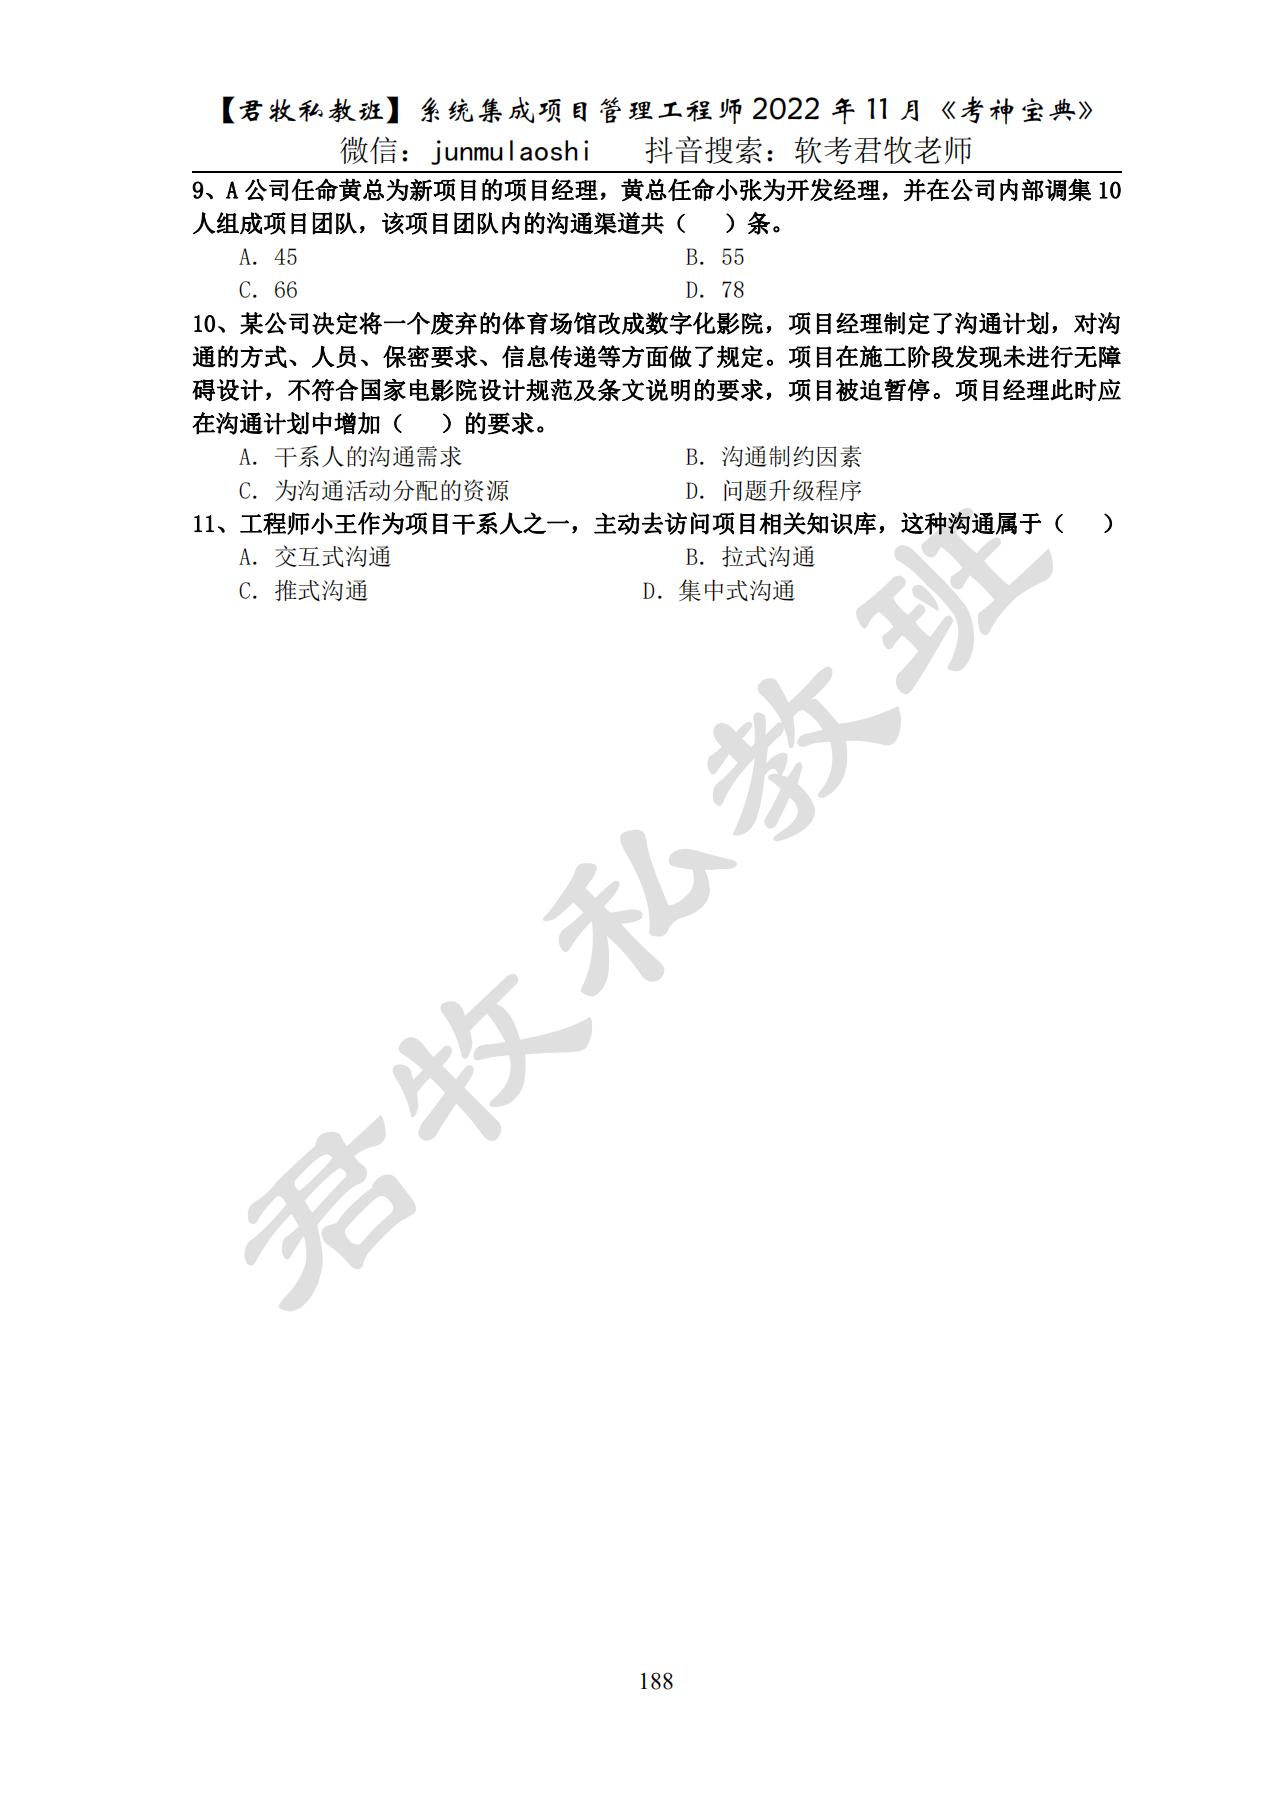 【君牧私教班】系统集成项目管理工程师 2022 年 11 月《考神宝典》
微信：junmulaoshi 抖音搜索：软考君牧老师
9、A 公司任命黄总为新项目的项目经理，黄总任命小张为开发经理，并在公司内部调集 10
人组成项目团队，该项目团队内的沟通渠道共（ ）条。
A．45 B．55
C．66 D．78
10、某公司决定将一个废弃的体育场馆改成数字化影院，项目经理制定了沟通计划，对沟
通的方式、人员、保密要求、信息传递等方面做了规定。项目在施工阶段发现未进行无障
碍设计，不符合国家电影院设计规范及条文说明的要求，项目被迫暂停。项目经理此时应
在沟通计划中增加（ ）的要求。
A．干系人的沟通需求 B．沟通制约因素
C．为沟通活动分配的资源 D．问题升级程序
11、工程师小王作为项目干系人之一，主动去访问项目相关知识库，这种沟通属于（ ）
A．交互式沟通 B．拉式沟通
C．推式沟通 D．集中式沟通
君牧私教班
188